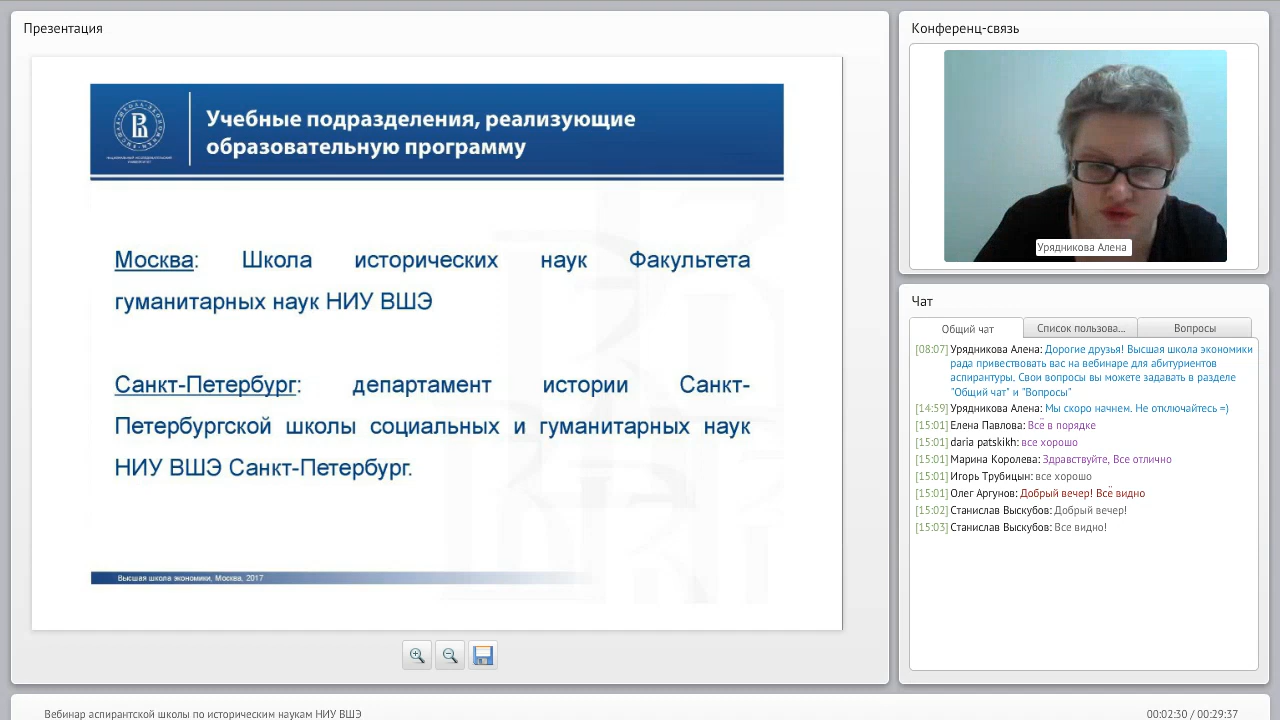 Презентация
Учебные подразделения, реализующие
образовательную программу
Москва: Школа исторических наук Факультета
гуманитарных наук НИУ ВШЭ
Санкт-Петербург: департамент истории Санкт-
Петербургской школы социальных и гуманитарных наук
НИУ ВШЭ Санкт-Петербург.
Высшая школа экономики, Москва, 2017
Конференц-связь
Урядникова Алена
Чат
Общий чат
Список пользова...
Вопросы
[08:07] Урядникова Алена: Дорогие друзья! Высшая школа экономики
рада привествовать вас на вебинаре для абитуриентов
аспирантуры. Свои вопросы вы можете задавать в разделе
"Общий чат" и "Вопросы"
[14:59] Урядникова Алена: Мы скоро начнем. Не отключайтесь =)
[15:01] Елена Павлова: Всё в порядке
[15:01] daria patskikh: все хорошо
[15:01] Марина Королева: Здравствуйте, Все отлично
[15:01] Игорь Трубицын: все хорошо
[15:01] Олег Аргунов: Добрый вечер! Всё видно
[15:02] Станислав Выскубов: Добрый вечер!
[15:03] Станислав Выскубов: Все видно!
Вебинар аспирантской школы по историческим наукам НИУ ВШЭ
00:02:30 / 00:29:37